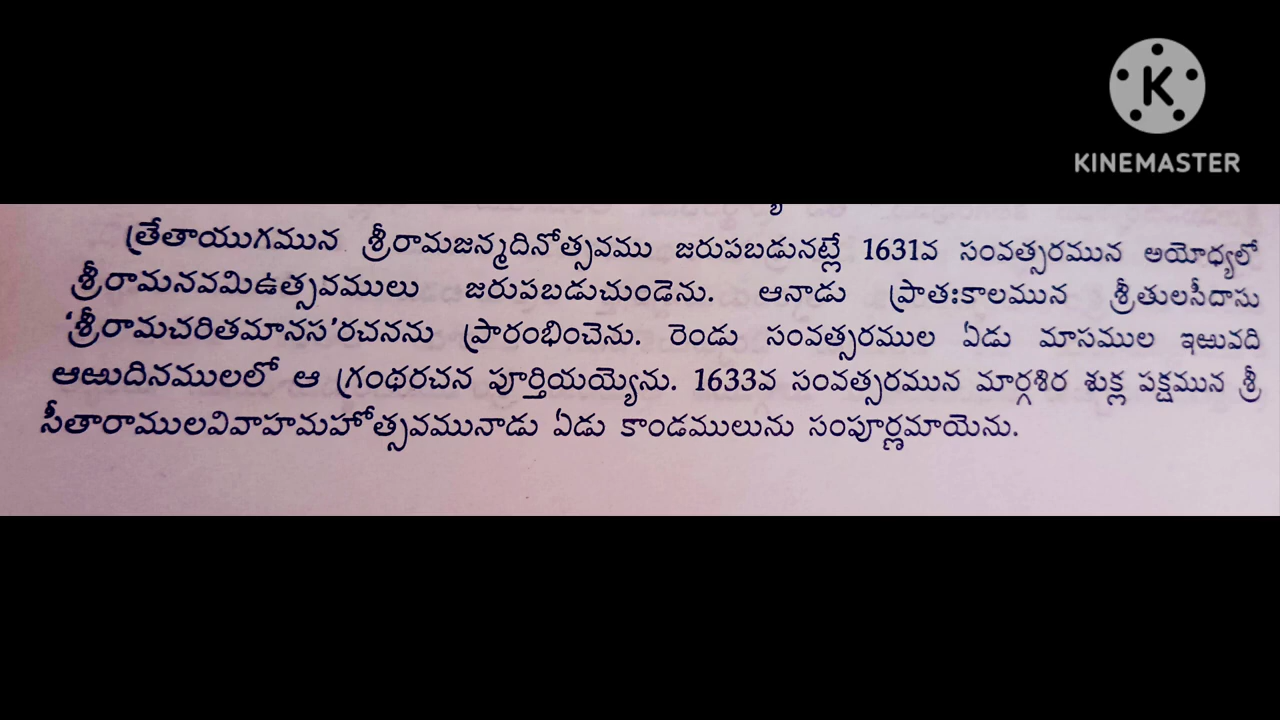 KINEMASTER
త్రేతాయుగమున శ్రీరామజన్మదినోత్సవము జరుపబడునట్లే 1631వ సంవత్సరమున అయోధ్యలో
శ్రీరామనవమిఉత్సవములు జరుపబడుచుండెను. ఆనాడు ప్రాతఃకాలమున శ్రీతులసీదాసు
'శ్రీరామచరితమానస'రచనను ప్రారంభించెను. రెండు సంవత్సరముల ఏడు మాసముల ఇఱువది
ఆఱుదినములలో ఆ గ్రంథరచన పూర్తియయ్యెను. 1633వ సంవత్సరమున మార్గశిర శుక్ల పక్షమున శ్రీ
సీతారాములవివాహమహోత్సవమునాడు ఏడు కాండములును సంపూర్ణమాయెను.